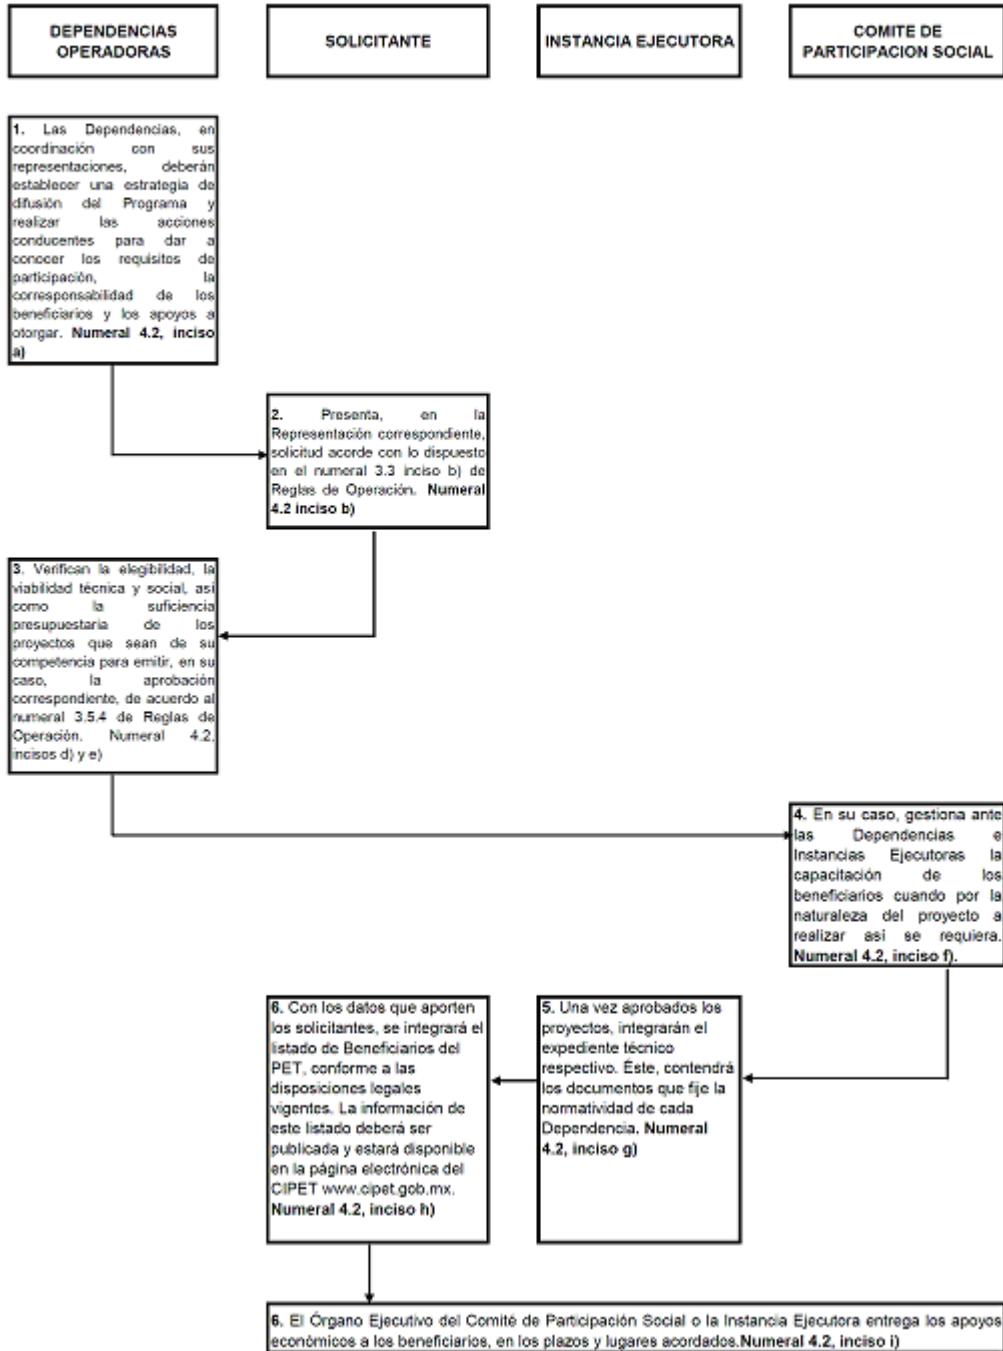 DEPENDENCIAS
OPERADORAS
SOLICITANTE
INSTANCIA EJECUTORA
COMITE DE
PARTICIPACION SOCIAL
1. Las Dependencias, en
coordinación con sus
representaciones, deberán
establecer una estrategia de
difusión del Programa y
realizar las acciones
conducentes para dar a
conocer los requisitos de
participación, la
corresponsabilidad de los
beneficiarios y los apoyos a
otorgar. Numeral 4.2, inciso
a)
2. Presenta, en la
Representación correspondiente,
solicitud acorde con lo dispuesto
en el numeral 3.3 inciso b) de
Reglas de Operación. Numeral
4.2 inciso b)
3. Verifican la elegibilidad, la
viabilidad técnica y social, así
como la suficiencia
presupuestaria de los
proyectos que sean de su
competencia para emitir, en su
caso, la aprobación
correspondiente, de acuerdo al
numeral 3.5.4 de Reglas de
Operación. Numeral 4.2,
incisos d) y e)
4. En su caso, gestiona ante
las Dependencias e
Instancias Ejecutoras la
capacitación de los
beneficiarios cuando por la
naturaleza del proyecto a
realizar así se requiera.
Numeral 4.2, inciso f).
5. Una vez aprobados los
proyectos, integrarán el
expediente técnico
respectivo. Éste, contendrá
los documentos que fije la
normatividad de cada
Dependencia. Numeral
4.2, inciso g)
6. Con los datos que aporten
los solicitantes, se integrará el
listado de Beneficiarios del
PET, conforme a las
disposiciones legales
vigentes. La información de
este listado deberá ser
publicada y estará disponible
en la página electrónica del
CIPET www.cipet.gob.mx.
Numeral 4.2, inciso h)
6. El Órgano Ejecutivo del Comité de Participación Social o la Instancia Ejecutora entrega los apoyos
económicos a los beneficiarios, en los plazos y lugares acordados.Numeral 4.2, inciso i)